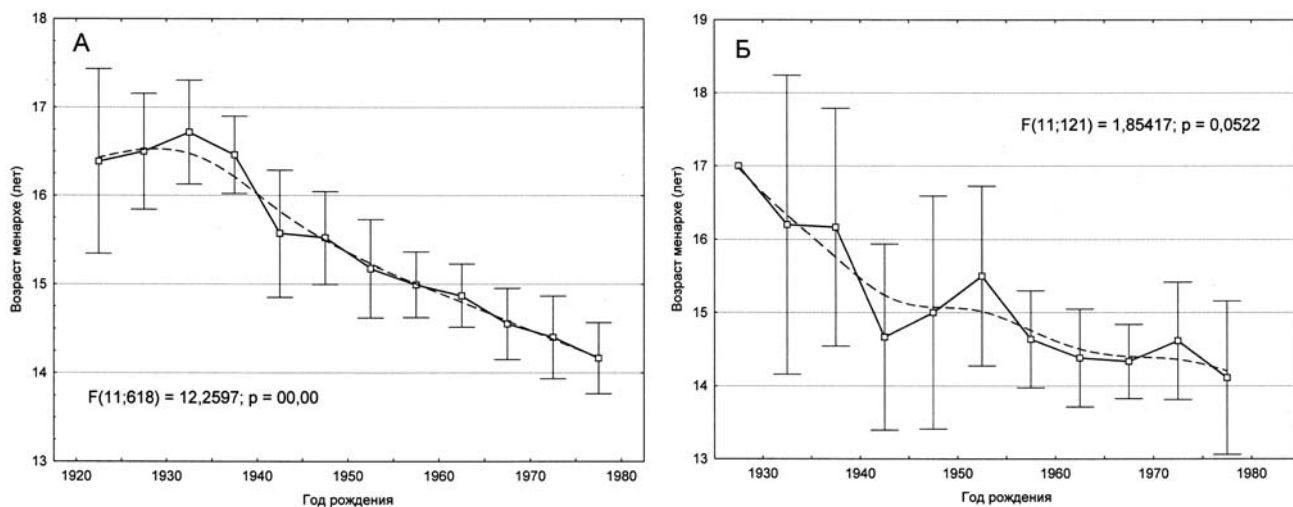 А
18
17
16
15
14
13
Возраст менархе (лет)
F(11;618) = 12,2597; p = 00,00
1920 1930 1940 1950 1960 1970 1980
Год рождения
Б
19
18
17
16
15
14
13
Возраст менархе (лет)
F(11;121) = 1,85417; p = 0,0522
1930 1940 1950 1960 1970 1980
Год рождения